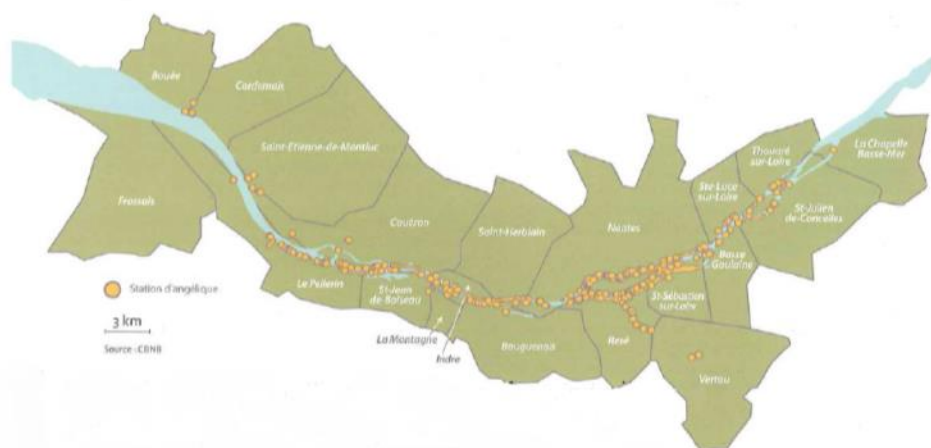 Bouée
Cordemais
Saint-Etienne-de-Montluc
Frossais
Couëron
Saint-Herblain
Nantes
Ste Luce
sur-Loire
Thouaré
sur-Loire
La Chapelle
Basse-Mer
St-Julien
de-Concelles
Basse
Goulaine
St-Sébastien
sur-Loire
Le Pellerin
St-Jean
de-Boiseau
La Montagne
Indre
Bouguenais
Rezé
Vertou
Station d'angélique
3 km
Source : CBNB